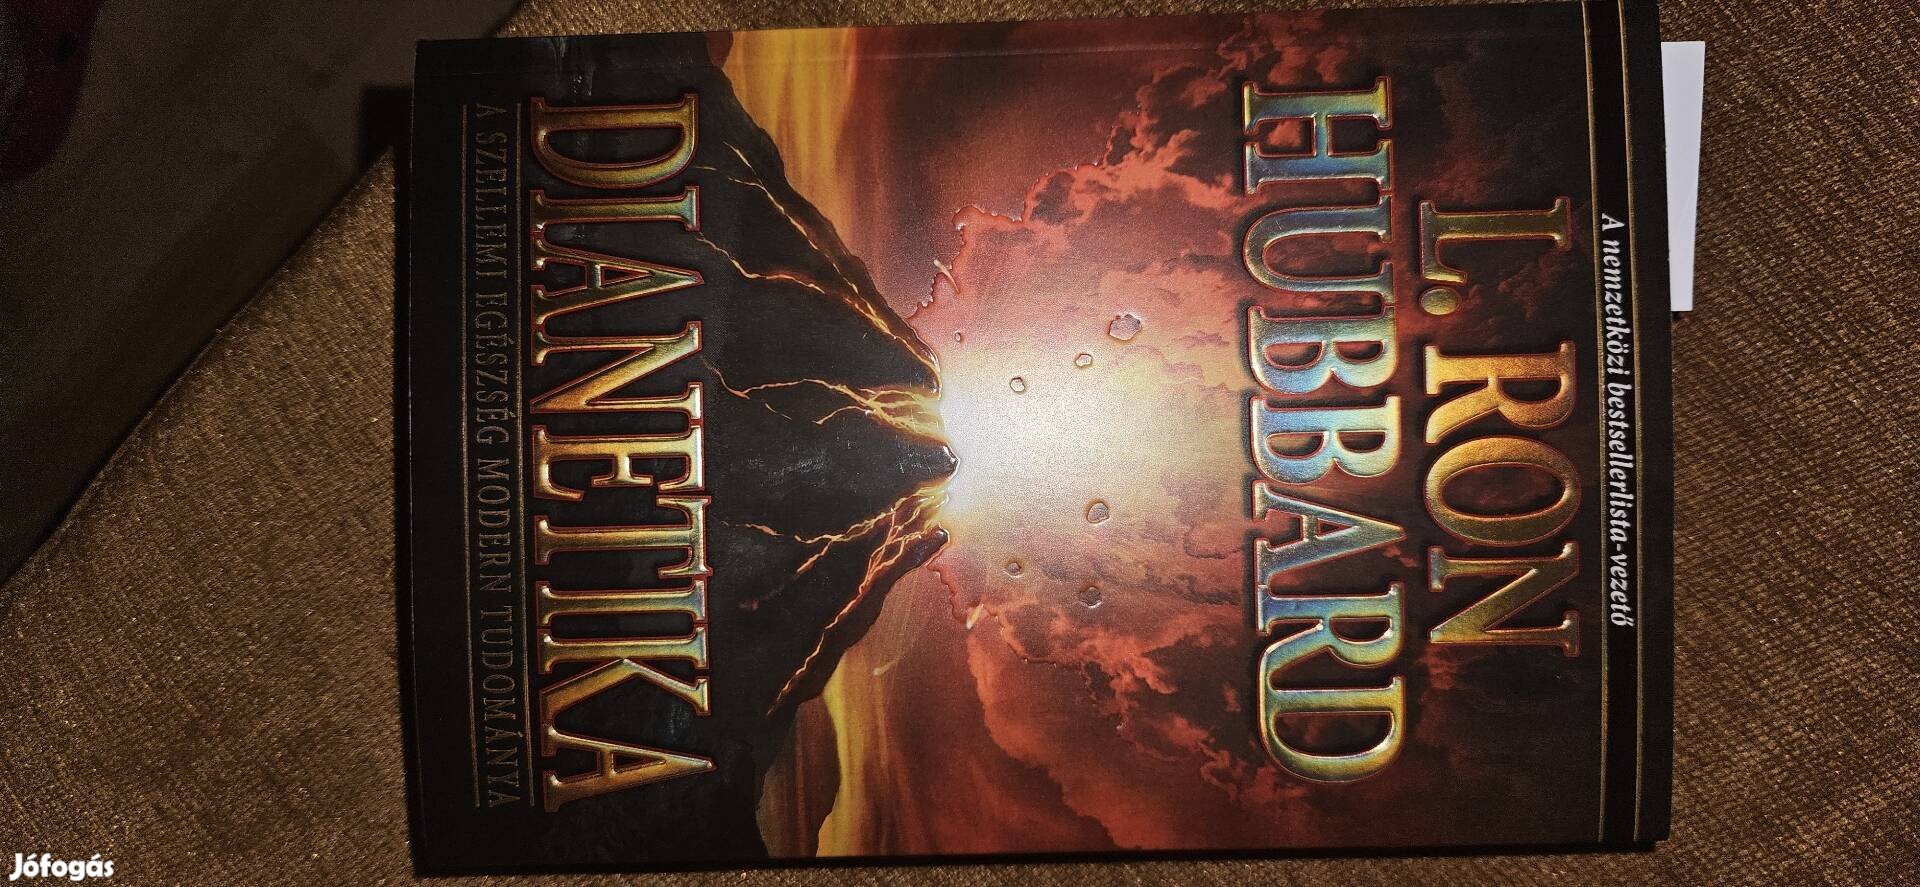 A nemzetközi bestsellerlista-vezető
L. RON
HUBBARD
DIANETIKA
A SZELLEMI EGÉSZSÉG MODERN TUDOMÁNYA
Jófogás